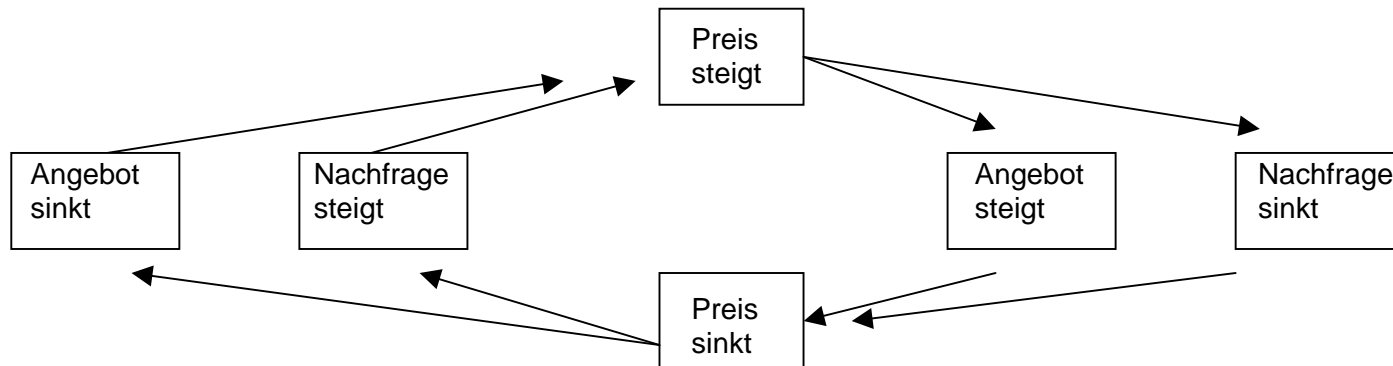 Preis
steigt
Angebot
sinkt
Nachfrage
steigt
Angebot
steigt
Nachfrage
sinkt
Preis
sinkt